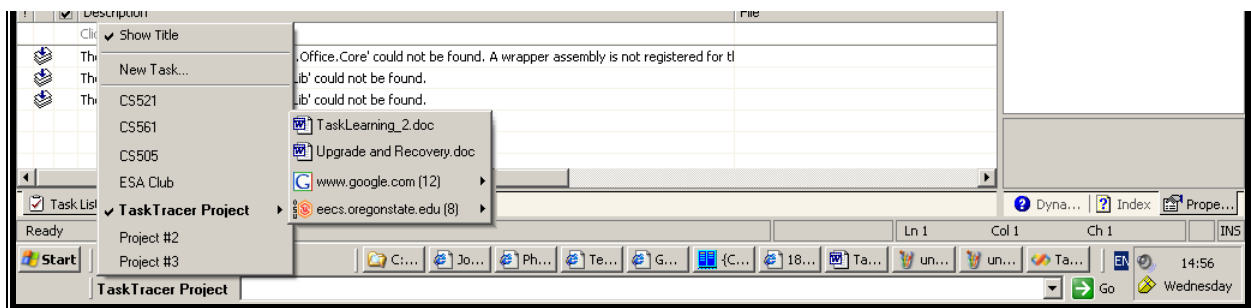 ! Description File
Clic
✓ Show Title
The .Office.Core' could not be found. A wrapper assembly is not registered for tl
New Task...
The Lib' could not be found.
The Lib' could not be found.
CS521
CS561
CS505
ESA Club
✓ TaskTracer Project
Project #2
Project #3
TaskLearning_2.doc
Upgrade and Recovery.doc
www.google.com (12)
eecs.oregonstate.edu (8)
Task List
Dyna... Index Prope...
Ready Ln 1 Col 1 Ch 1 INS
Start C:... Jo... Ph... Te... G... {C... 18... Ta... un... un... Ta... EN 14:56
TaskTracer Project Go Wednesday